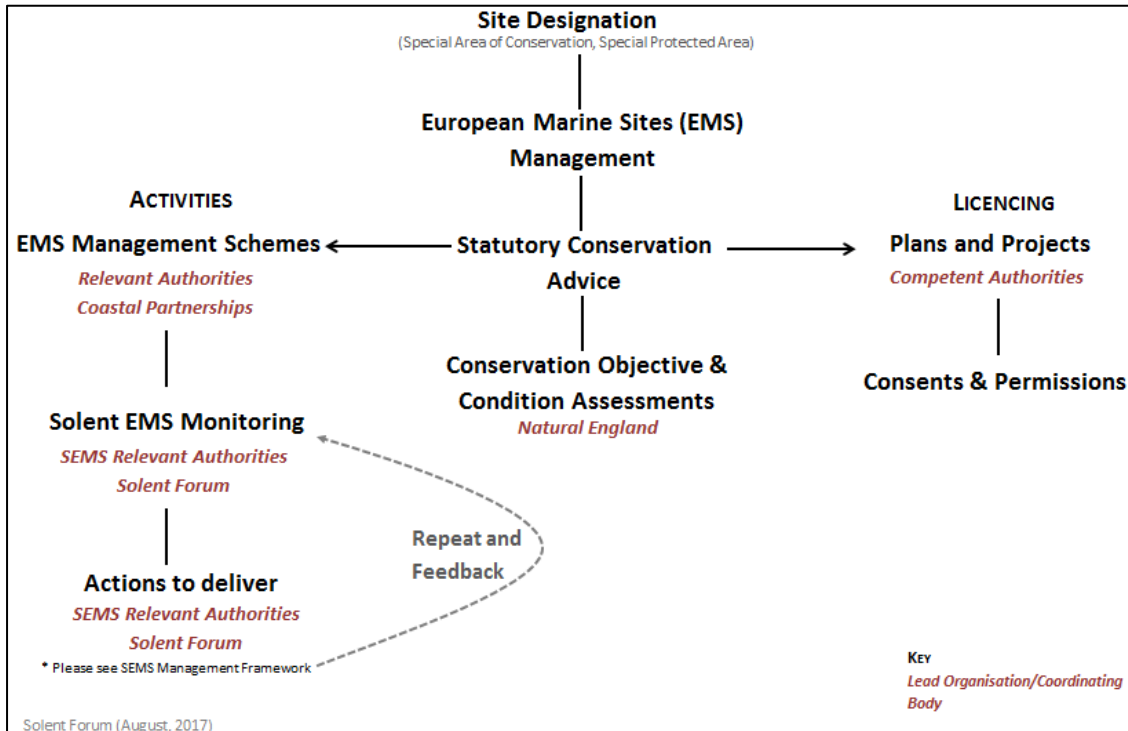 Site Designation
(Special Area of Conservation, Special Protected Area)
European Marine Sites (EMS)
Management
ACTIVITIES
EMS Management Schemes
Relevant Authorities
Coastal Partnerships
Statutory Conservation
Advice
LICENCING
Plans and Projects
Competent Authorities
Conservation Objective &
Condition Assessments
Natural England
Consents & Permissions
Solent EMS Monitoring
SEMS Relevant Authorities
Solent Forum
Repeat and
Feedback
Actions to deliver
SEMS Relevant Authorities
Solent Forum
* Please see SEMS Management Framework
KEY
Lead Organisation/Coordinating
Body
Solent Forum (August, 2017)